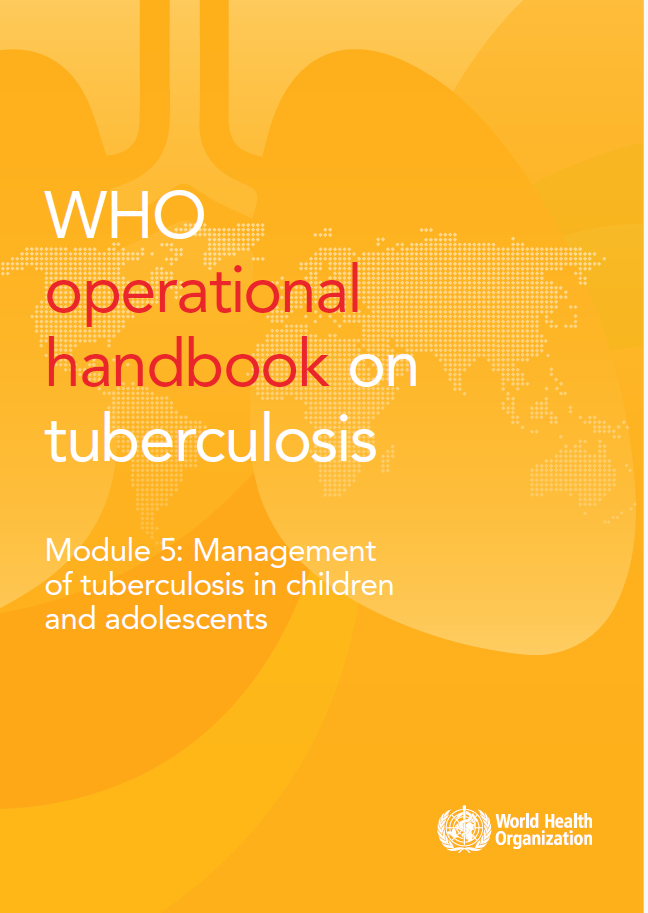 WHO
operational
handbook on
tuberculosis
Module 5: Management
of tuberculosis in children
and adolescents
World Health
Organization